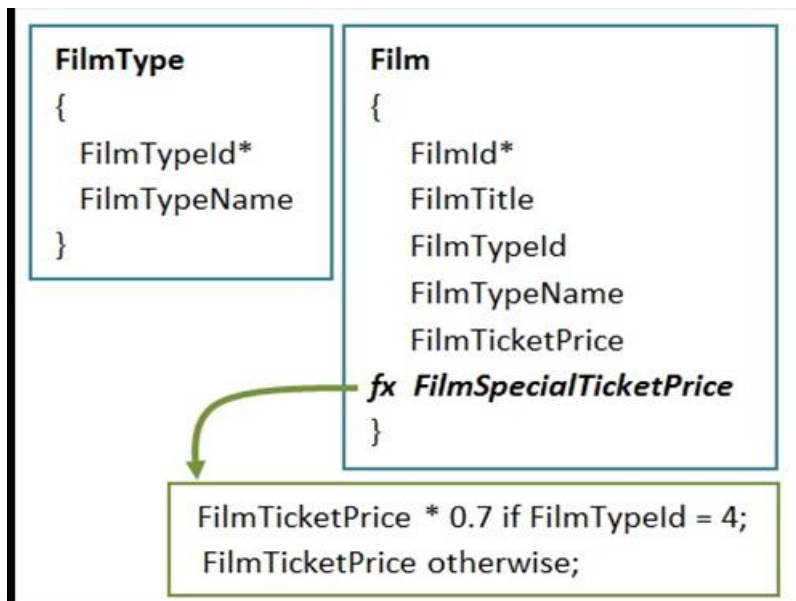 FilmType
{
FilmTypeId*
FilmTypeName
}
Film
{
FilmId*
FilmTitle
FilmTypeId
FilmTypeName
FilmTicketPrice
fx FilmSpecialTicketPrice
}
FilmTicketPrice * 0.7 if FilmTypeId = 4;
FilmTicketPrice otherwise;